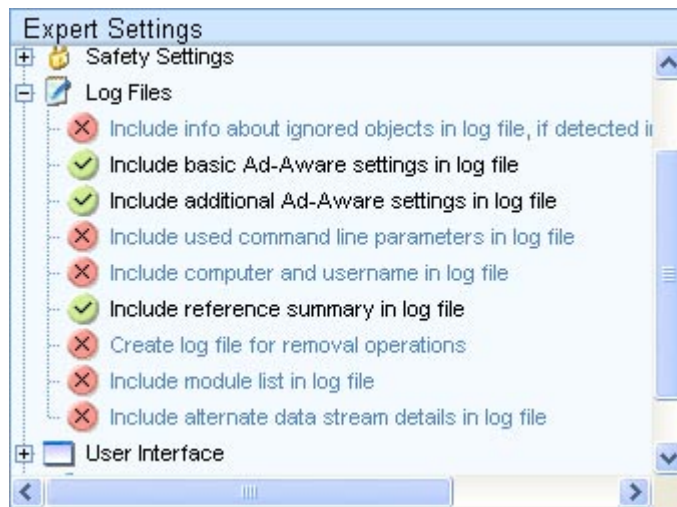 Expert Settings
Safety Settings
Log Files
Include info about ignored objects in log file, if detected
Include basic Ad-Aware settings in log file
Include additional Ad-Aware settings in log file
Include used command line parameters in log file
Include computer and username in log file
Include reference summary in log file
Create log file for removal operations
Include module list in log file
Include alternate data stream details in log file
User Interface